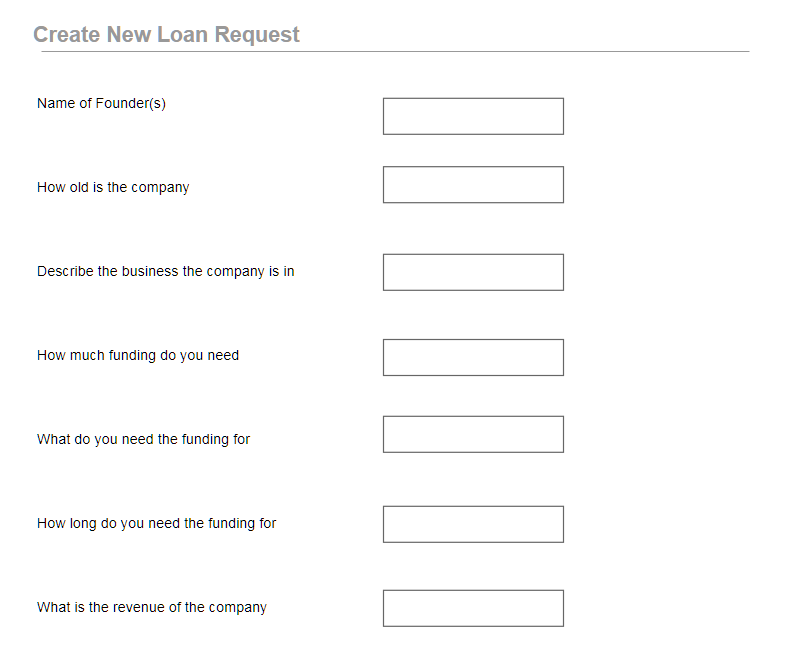 Create New Loan Request
Name of Founder(s)
How old is the company
Describe the business the company is in
How much funding do you need
What do you need the funding for
How long do you need the funding for
What is the revenue of the company